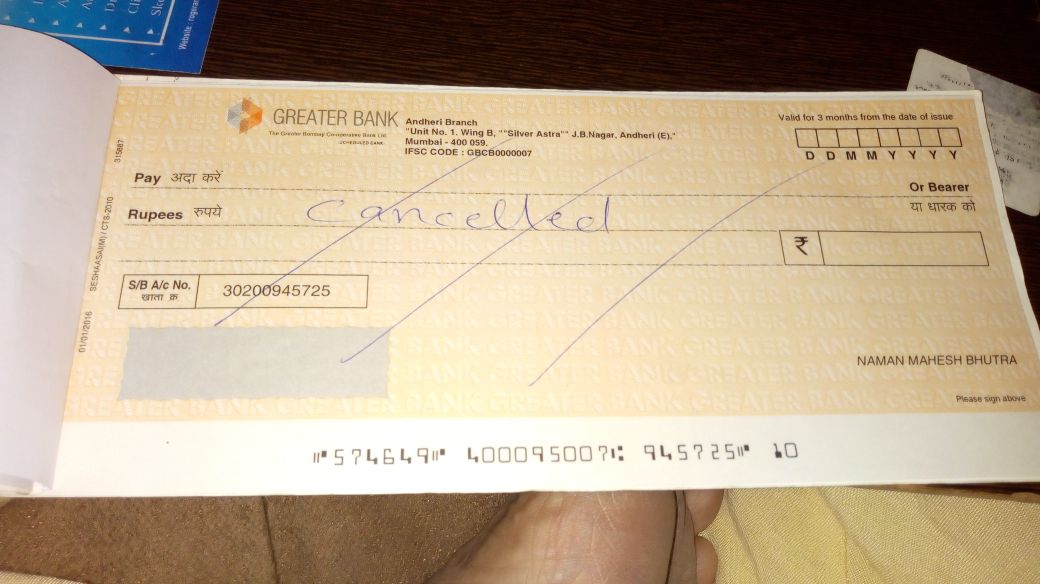 Website : rogerar
GREATER BANK
The Greater Bombay Co-operative Bank Ltd.
SCHEDULED BANK
Andheri Branch
"Unit No. 1. Wing B, ""Silver Astra"" J.B.Nagar, Andheri (E),"
Mumbai - 400 059.
IFSC CODE : GBCB0000007
Valid for 3 months from the date of issue
D D M M Y Y Y Y
315887
Pay अदा करें
Or Bearer
या धारक को
Rupees रुपये
cancelled
₹
SESHAASAI(M) / CTS-2010
S/B A/c No.
खाता क्र
30200945725
01/01/2016
NAMAN MAHESH BHUTRA
Please sign above
⑈574649⑈ 400095007⑆ 945725⑈ 10